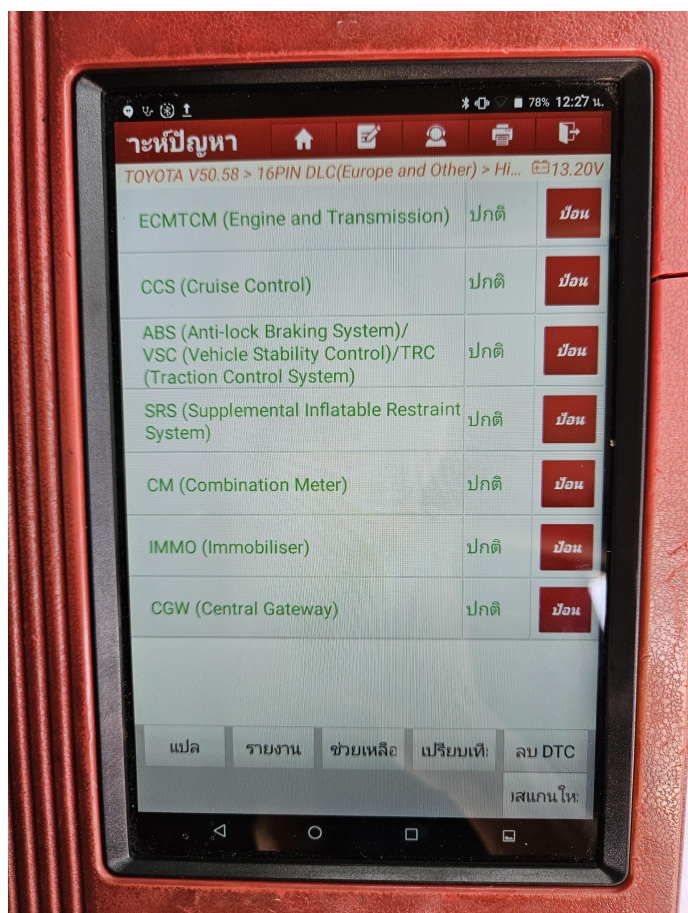 78% 12:27 น.
าะห์ปัญหา
TOYOTA V50.58 > 16PIN DLC(Europe and Other) > Hi... 13.20V
ECMTCM (Engine and Transmission) ปกติ ป้อน
CCS (Cruise Control) ปกติ ป้อน
ABS (Anti-lock Braking System)/
VSC (Vehicle Stability Control)/TRC ปกติ ป้อน
(Traction Control System)
SRS (Supplemental Inflatable Restraint ปกติ ป้อน
System)
CM (Combination Meter) ปกติ ป้อน
IMMO (Immobiliser) ปกติ ป้อน
CGW (Central Gateway) ปกติ ป้อน
แปล รายงาน ช่วยเหลือ เปรียบเที ลบ DTC
สแกนให